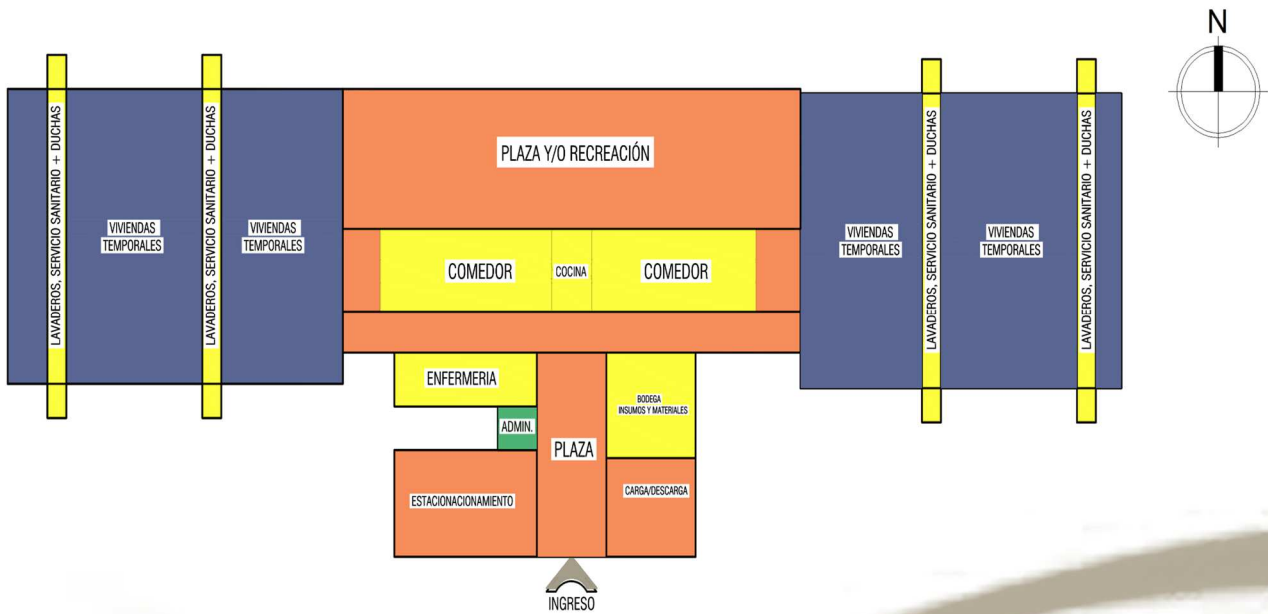 N
PLAZA Y/O RECREACIÓN
LAVADEROS, SERVICIO SANITARIO + DUCHAS
VIVIENDAS
TEMPORALES
LAVADEROS, SERVICIO SANITARIO + DUCHAS
VIVIENDAS
TEMPORALES
COMEDOR
COCINA
COMEDOR
VIVIENDAS
TEMPORALES
LAVADEROS, SERVICIO SANITARIO + DUCHAS
VIVIENDAS
TEMPORALES
LAVADEROS, SERVICIO SANITARIO + DUCHAS
ENFERMERIA
BODEGA
INSUMOS Y MATERIALES
ADMIN.
PLAZA
ESTACIONACIONAMIENTO
CARGA/DESCARGA
INGRESO